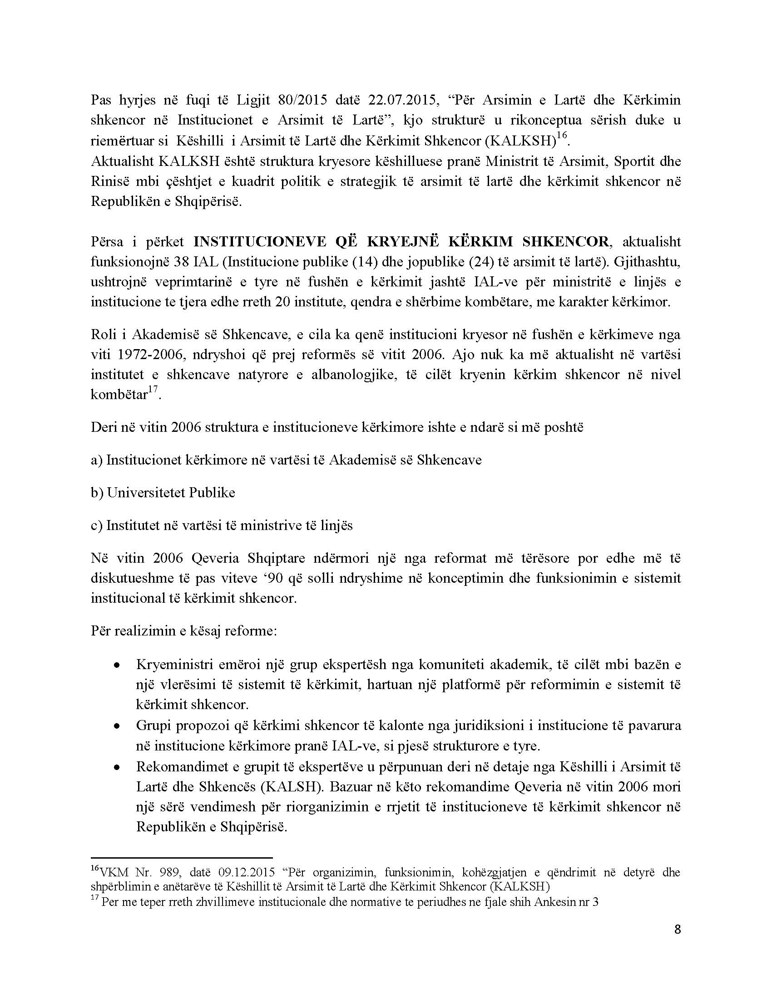 Pas hyrjes në fuqi të Ligjit 80/2015 datë 22.07.2015, “Për Arsimin e Lartë dhe Kërkimin
shkencor në Institucionet e Arsimit të Lartë”, kjo strukturë u rikonceptua sërish duke u
riemërtuar si Këshilli i Arsimit të Lartë dhe Kërkimit Shkencor (KALKSH)16.
Aktualisht KALKSH është struktura kryesore këshilluese pranë Ministrit të Arsimit, Sportit dhe
Rinisë mbi çështjet e kuadrit politik e strategjik të arsimit të lartë dhe kërkimit shkencor në
Republikën e Shqipërisë.
Përsa i përket INSTITUCIONEVE QË KRYEJNË KËRKIM SHKENCOR, aktualisht
funksionojnë 38 IAL (Institucione publike (14) dhe jopublike (24) të arsimit të lartë). Gjithashtu,
ushtrojnë veprimtarinë e tyre në fushën e kërkimit jashtë IAL-ve për ministritë e linjës e
institucione te tjera edhe rreth 20 institute, qendra e shërbime kombëtare, me karakter kërkimor.
Roli i Akademisë së Shkencave, e cila ka qenë institucioni kryesor në fushën e kërkimeve nga
viti 1972-2006, ndryshoi që prej reformës së vitit 2006. Ajo nuk ka më aktualisht në vartësi
institutet e shkencave natyrore e albanologjike, të cilët kryenin kërkim shkencor në nivel
kombëtar17.
Deri në vitin 2006 struktura e institucioneve kërkimore ishte e ndarë si më poshtë
a) Institucionet kërkimore në vartësi të Akademisë së Shkencave
b) Universitetet Publike
c) Institutet në vartësi të ministrive të linjës
Në vitin 2006 Qeveria Shqiptare ndërmori një nga reformat më tërësore por edhe më të
diskutueshme të pas viteve ‘90 që solli ndryshime në konceptimin dhe funksionimin e sistemit
institucional të kërkimit shkencor.
Për realizimin e kësaj reforme:
• Kryeministri emëroi një grup ekspertësh nga komuniteti akademik, të cilët mbi bazën e
një vlerësimi të sistemit të kërkimit, hartuan një platformë për reformimin e sistemit të
kërkimit shkencor.
• Grupi propozoi që kërkimi shkencor të kalonte nga juridiksioni i institucione të pavarura
në institucione kërkimore pranë IAL-ve, si pjesë strukturore e tyre.
• Rekomandimet e grupit të ekspertëve u përpunuan deri në detaje nga Këshilli i Arsimit të
Lartë dhe Shkencës (KALSH). Bazuar në këto rekomandime Qeveria në vitin 2006 mori
një sërë vendimesh për riorganizimin e rrjetit të institucioneve të kërkimit shkencor në
Republikën e Shqipërisë.
16VKM Nr. 989, datë 09.12.2015 “Për organizimin, funksionimin, kohëzgjatjen e qëndrimit në detyrë dhe
shpërblimin e anëtarëve të Këshillit të Arsimit të Lartë dhe Kërkimit Shkencor (KALKSH)
17 Per me teper rreth zhvillimeve institucionale dhe normative te periudhes ne fjale shih Ankesin nr 3
8